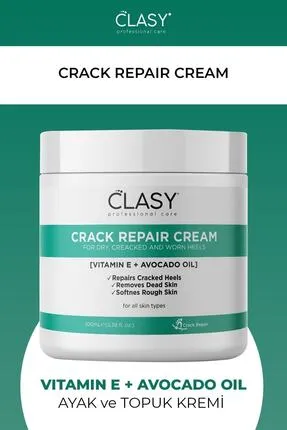 CLASY
professional care
CRACK REPAIR CREAM
CLASY
professional care
CRACK REPAIR CREAM
FOR DRY, CREACKED AND WORN HEELS
[VITAMIN E + AVOCADO OIL]
✓Repairs Cracked Heels
✓Removes Dead Skin
✓Softnes Rough Skin
for all skin types
Crack Repair
VITAMIN E + AVOCADO OIL
AYAK ve TOPUK KREMİ